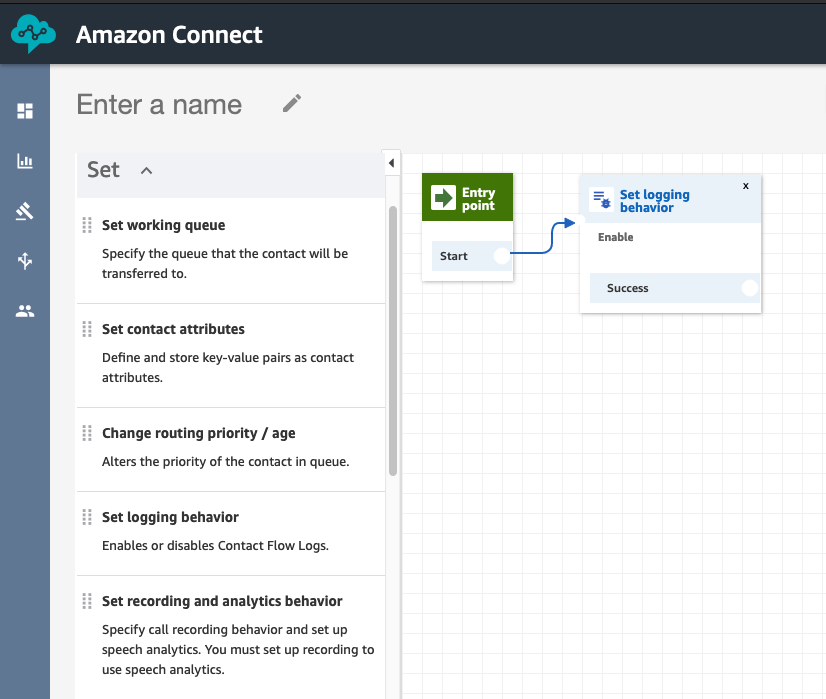 Amazon Connect
Enter a name
Set
Set working queue
Specify the queue that the contact will be
transferred to.
Set contact attributes
Define and store key-value pairs as contact
attributes.
Change routing priority / age
Alters the priority of the contact in queue.
Set logging behavior
Enables or disables Contact Flow Logs.
Set recording and analytics behavior
Specify call recording behavior and set up
speech analytics. You must set up recording to
use speech analytics.
Entry
point
Start
Set logging
behavior
x
Enable
Success